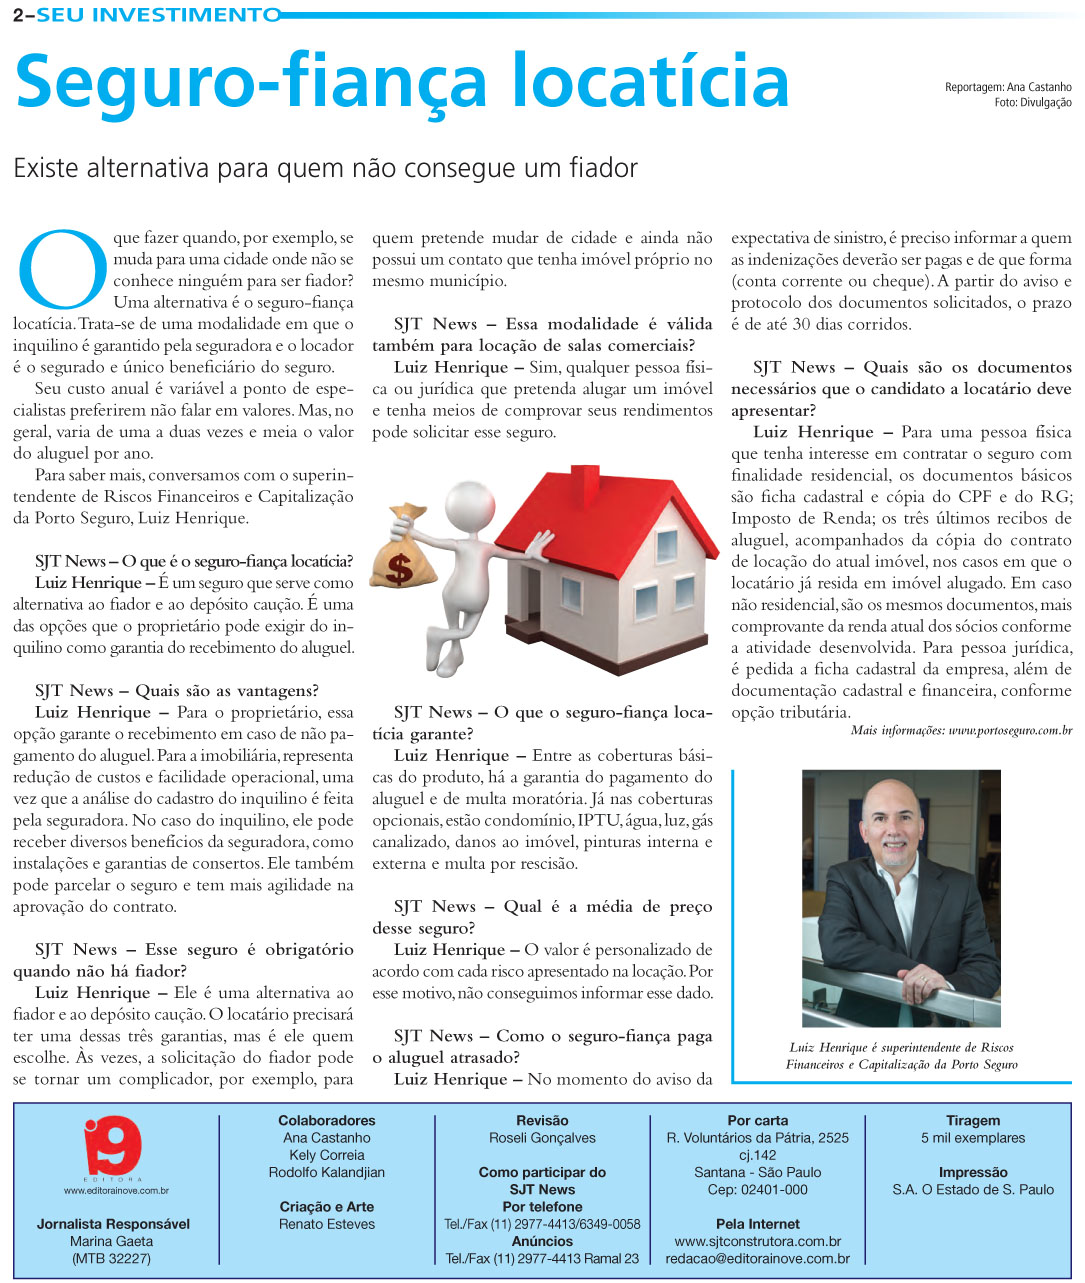 2–SEU INVESTIMENTO
Seguro-fiança locatícia
Reportagem: Ana Castanho
Foto: Divulgação
Existe alternativa para quem não consegue um fiador
O que fazer quando, por exemplo, se
muda para uma cidade onde não se
conhece ninguém para ser fiador?
Uma alternativa é o seguro-fiança
locatícia. Trata-se de uma modalidade em que o
inquilino é garantido pela seguradora e o locador
é o segurado e único beneficiário do seguro.
Seu custo anual é variável a ponto de espe-
cialistas preferirem não falar em valores. Mas, no
geral, varia de uma a duas vezes e meia o valor
do aluguel por ano.
Para saber mais, conversamos com o superin-
tendente de Riscos Financeiros e Capitalização
da Porto Seguro, Luiz Henrique.
SJT News – O que é o seguro-fiança locatícia?
Luiz Henrique – É um seguro que serve como
alternativa ao fiador e ao depósito caução. É uma
das opções que o proprietário pode exigir do in-
quilino como garantia do recebimento do aluguel.
SJT News – Quais são as vantagens?
Luiz Henrique – Para o proprietário, essa
opção garante o recebimento em caso de não pa-
gamento do aluguel. Para a imobiliária, representa
redução de custos e facilidade operacional, uma
vez que a análise do cadastro do inquilino é feita
pela seguradora. No caso do inquilino, ele pode
receber diversos benefícios da seguradora, como
instalações e garantias de consertos. Ele também
pode parcelar o seguro e tem mais agilidade na
aprovação do contrato.
SJT News – Esse seguro é obrigatório
quando não há fiador?
Luiz Henrique – Ele é uma alternativa ao
fiador e ao depósito caução. O locatário precisará
ter uma dessas três garantias, mas é ele quem
escolhe. Às vezes, a solicitação do fiador pode
se tornar um complicador, por exemplo, para
quem pretende mudar de cidade e ainda não
possui um contato que tenha imóvel próprio no
mesmo município.
SJT News – Essa modalidade é válida
também para locação de salas comerciais?
Luiz Henrique – Sim, qualquer pessoa físi-
ca ou jurídica que pretenda alugar um imóvel
e tenha meios de comprovar seus rendimentos
pode solicitar esse seguro.
$
SJT News – O que o seguro-fiança loca-
tícia garante?
Luiz Henrique – Entre as coberturas bási-
cas do produto, há a garantia do pagamento do
aluguel e de multa moratória. Já nas coberturas
opcionais, estão condomínio, IPTU, água, luz, gás
canalizado, danos ao imóvel, pinturas interna e
externa e multa por rescisão.
SJT News – Qual é a média de preço
desse seguro?
Luiz Henrique – O valor é personalizado de
acordo com cada risco apresentado na locação. Por
esse motivo, não conseguimos informar esse dado.
SJT News – Como o seguro-fiança paga
o aluguel atrasado?
Luiz Henrique – No momento do aviso da
expectativa de sinistro, é preciso informar a quem
as indenizações deverão ser pagas e de que forma
(conta corrente ou cheque). A partir do aviso e
protocolo dos documentos solicitados, o prazo
é de até 30 dias corridos.
SJT News – Quais são os documentos
necessários que o candidato a locatário deve
apresentar?
Luiz Henrique – Para uma pessoa física
que tenha interesse em contratar o seguro com
finalidade residencial, os documentos básicos
são ficha cadastral e cópia do CPF e do RG;
Imposto de Renda; os três últimos recibos de
aluguel, acompanhados da cópia do contrato
de locação do atual imóvel, nos casos em que o
locatário já resida em imóvel alugado. Em caso
não residencial, são os mesmos documentos, mais
comprovante da renda atual dos sócios conforme
a atividade desenvolvida. Para pessoa jurídica,
é pedida a ficha cadastral da empresa, além de
documentação cadastral e financeira, conforme
opção tributária.
Mais informações: www.portoseguro.com.br
Luiz Henrique é superintendente de Riscos
Financeiros e Capitalização da Porto Seguro
i9
EDITORA
www.editorainove.com.br
Jornalista Responsável
Marina Gaeta
(MTB 32227)
Colaboradores
Ana Castanho
Kely Correia
Rodolfo Kalandjian
Criação e Arte
Renato Esteves
Revisão
Roseli Gonçalves
Como participar do
SJT News
Por telefone
Tel./Fax (11) 2977-4413/6349-0058
Anúncios
Tel./Fax (11) 2977-4413 Ramal 23
Por carta
R. Voluntários da Pátria, 2525
cj.142
Santana - São Paulo
Cep: 02401-000
Pela Internet
www.sjtconstrutora.com.br
redacao@editorainove.com.br
Tiragem
5 mil exemplares
Impressão
S.A. O Estado de S. Paulo